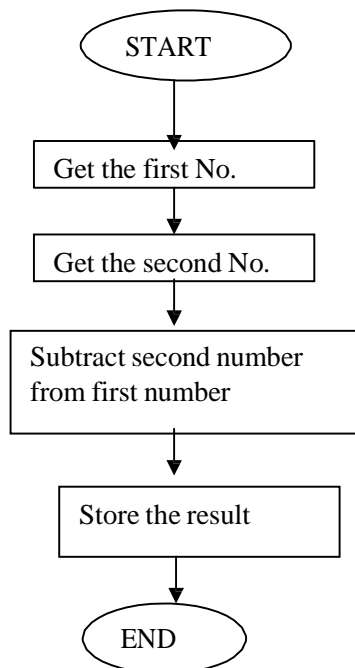 START
Get the first No.
Get the second No.
Subtract second number
from first number
Store the result
END